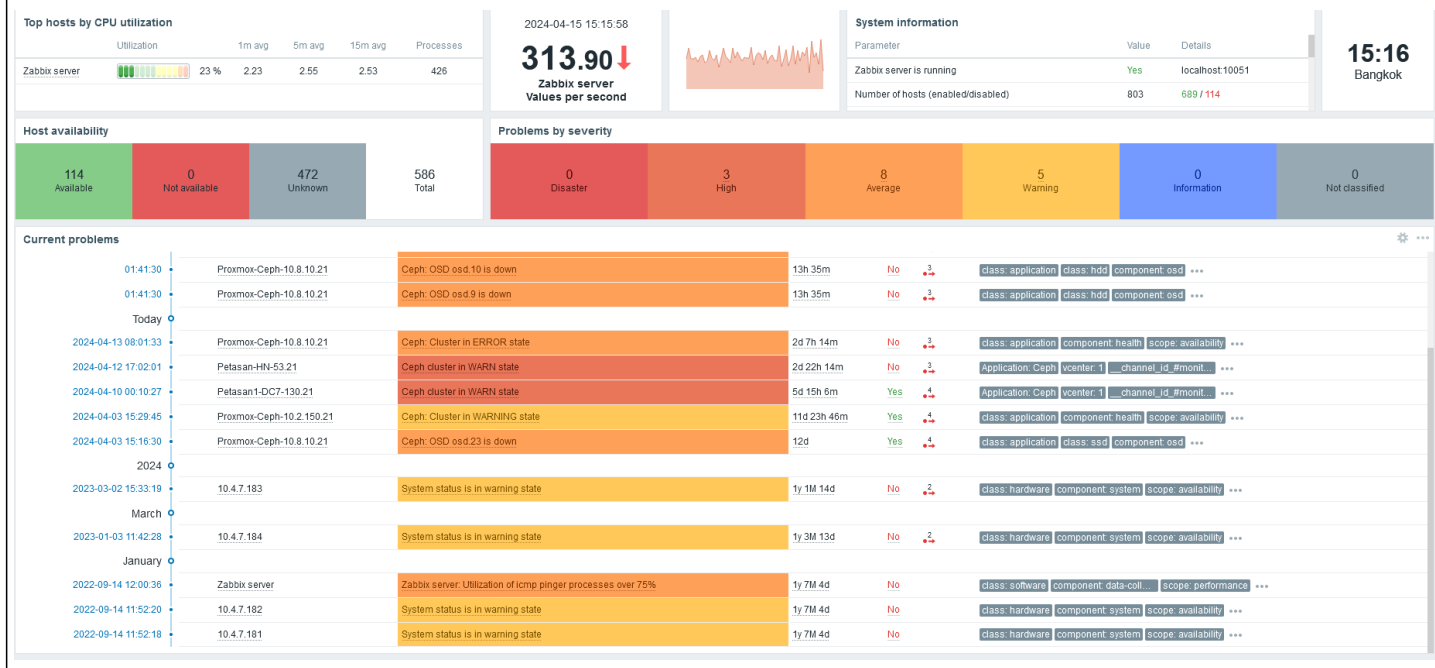 Top hosts by CPU utilization
Utilization 1m avg 5m avg 15m avg Processes
Zabbix server 23 % 2.23 2.55 2.53 426
2024-04-15 15:15:58
313.90
Zabbix server
Values per second
System information
Parameter Value Details
Zabbix server is running Yes localhost:10051
Number of hosts (enabled/disabled) 803 689 / 114
15:16
Bangkok
Host availability
114 0 472 586
Available Not available Unknown Total
Problems by severity
0 3 8 5 0 0
Disaster High Average Warning Information Not classified
Current problems
01:41:30 Proxmox-Ceph-10.8.10.21 Ceph: OSD osd.10 is down 13h 35m No 3 class: application class: hdd component: osd
01:41:30 Proxmox-Ceph-10.8.10.21 Ceph: OSD osd.9 is down 13h 35m No 3 class: application class: hdd component: osd
Today
2024-04-13 08:01:33 Proxmox-Ceph-10.8.10.21 Ceph: Cluster in ERROR state 2d 7h 14m No 3 class: application component: health scope: availability
2024-04-12 17:02:01 Petasan-HN-53.21 Ceph cluster in WARN state 2d 22h 14m No 3 Application: Ceph vcenter: 1 __channel_id_#monit...
2024-04-10 00:10:27 Petasan1-DC7-130.21 Ceph cluster in WARN state 5d 15h 6m Yes 4 Application: Ceph vcenter: 1 __channel_id_#monit...
2024-04-03 15:29:45 Proxmox-Ceph-10.2.150.21 Ceph: Cluster in WARNING state 11d 23h 46m Yes 4 class: application component: health scope: availability
2024-04-03 15:16:30 Proxmox-Ceph-10.8.10.21 Ceph: OSD osd.23 is down 12d Yes 4 class: application class: ssd component: osd
2024
2023-03-02 15:33:19 10.4.7.183 System status is in warning state 1y 1M 14d No 2 class: hardware component: system scope: availability
March
2023-01-03 11:42:28 10.4.7.184 System status is in warning state 1y 3M 13d No 2 class: hardware component: system scope: availability
January
2022-09-14 12:00:36 Zabbix server Zabbix server: Utilization of icmp pinger processes over 75% 1y 7M 4d No class: software component: data-coll... scope: performance
2022-09-14 11:52:20 10.4.7.182 System status is in warning state 1y 7M 4d No class: hardware component: system scope: availability
2022-09-14 11:52:18 10.4.7.181 System status is in warning state 1y 7M 4d No class: hardware component: system scope: availability